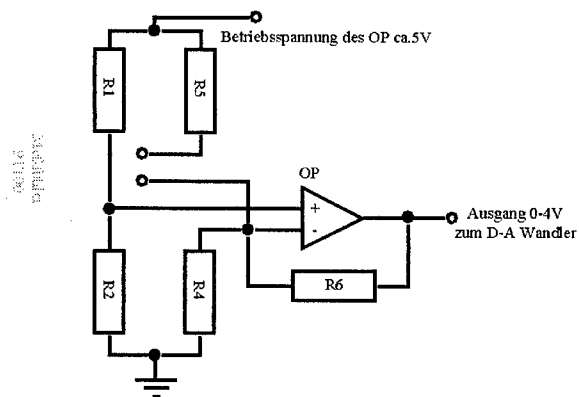 Betriebsspannung des OP ca.5V
R1
R5
OP
+
-
Ausgang 0-4V
zum D-A Wandler
R2
R4
R6